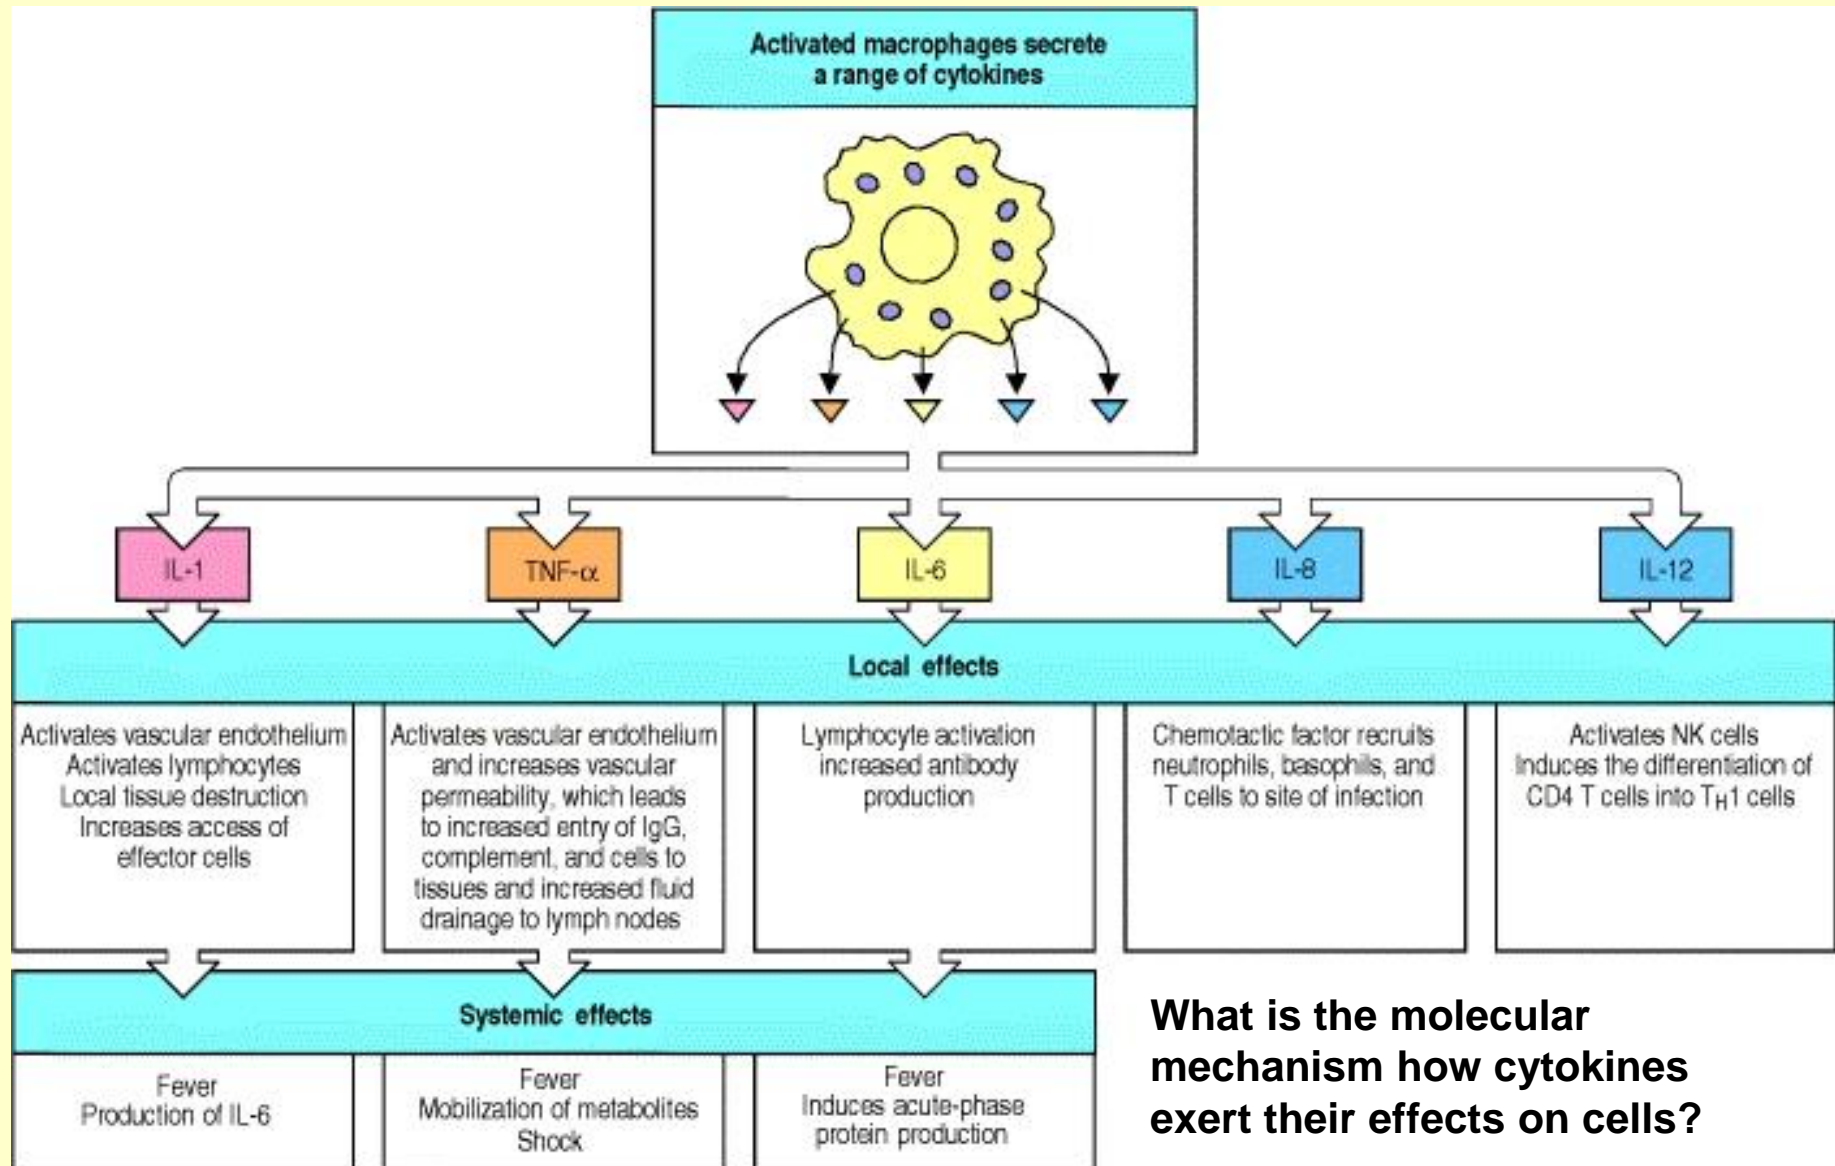 Activated macrophages secrete
a range of cytokines
IL-1
TNF-α
IL-6
IL-8
IL-12
Local effects
Activates vascular endothelium
Activates lymphocytes
Local tissue destruction
Increases access of
effector cells
Activates vascular endothelium
and increases vascular
permeability, which leads
to increased entry of IgG,
complement, and cells to
tissues and increased fluid
drainage to lymph nodes
Lymphocyte activation
increased antibody
production
Chemotactic factor recruits
neutrophils, basophils, and
T cells to site of infection
Activates NK cells
Induces the differentiation of
CD4 T cells into TH1 cells
Systemic effects
Fever
Production of IL-6
Fever
Mobilization of metabolites
Shock
Fever
Induces acute-phase
protein production
What is the molecular
mechanism how cytokines
exert their effects on cells?